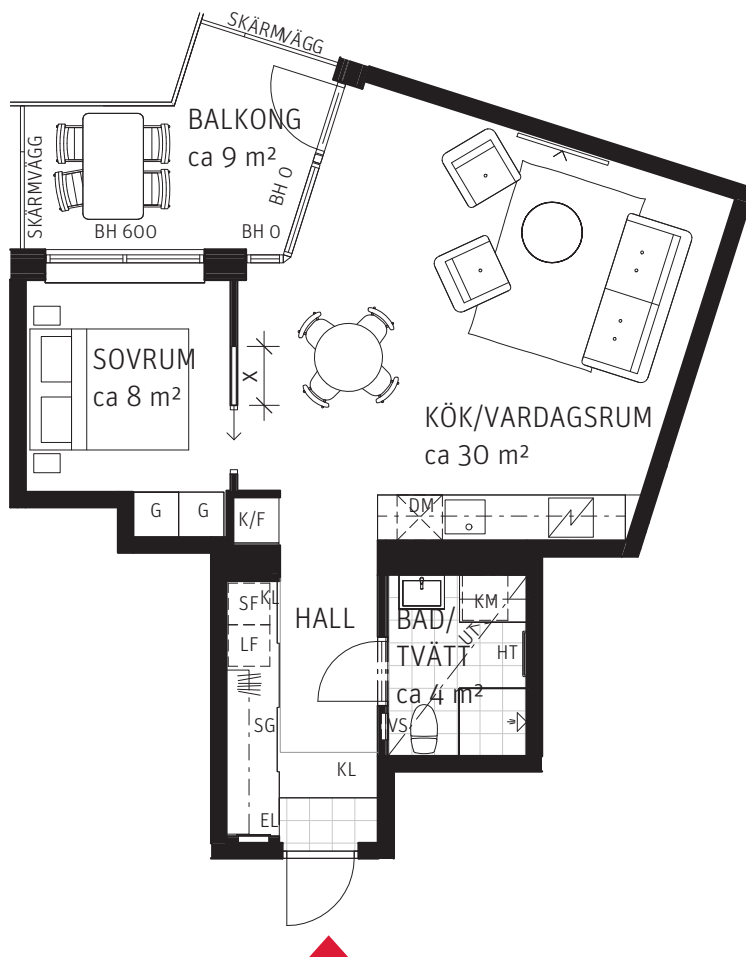 SKÄRMVÄGG
BALKONG
ca 9 m²
SKÄRMVÄGG
BH 0
BH 600
BH 0
SOVRUM
ca 8 m²
X
KÖK/VARDAGSRUM
ca 30 m²
G
G
K/F
DM
SF
KL
LF
HALL
BAD/
TVÄTT
ca 4 m²
KM
UT
HT
SG
VS
KL
EL